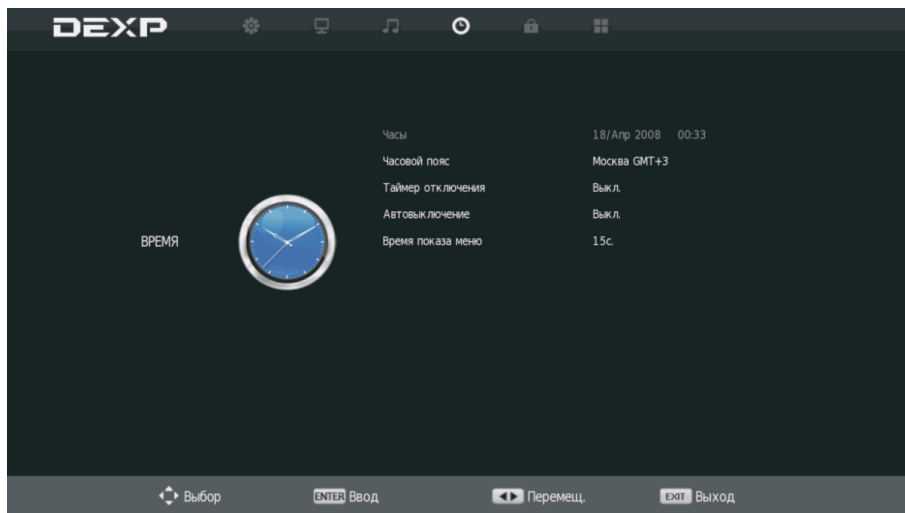 DEXP
Часы 18/Апр 2008 00:33
Часовой пояс Москва GMT+3
Таймер отключения Выкл.
Автовыключение Выкл.
ВРЕМЯ
Время показа меню 15с.
Выбор ENTER Ввод Перемещ. EXIT Выход